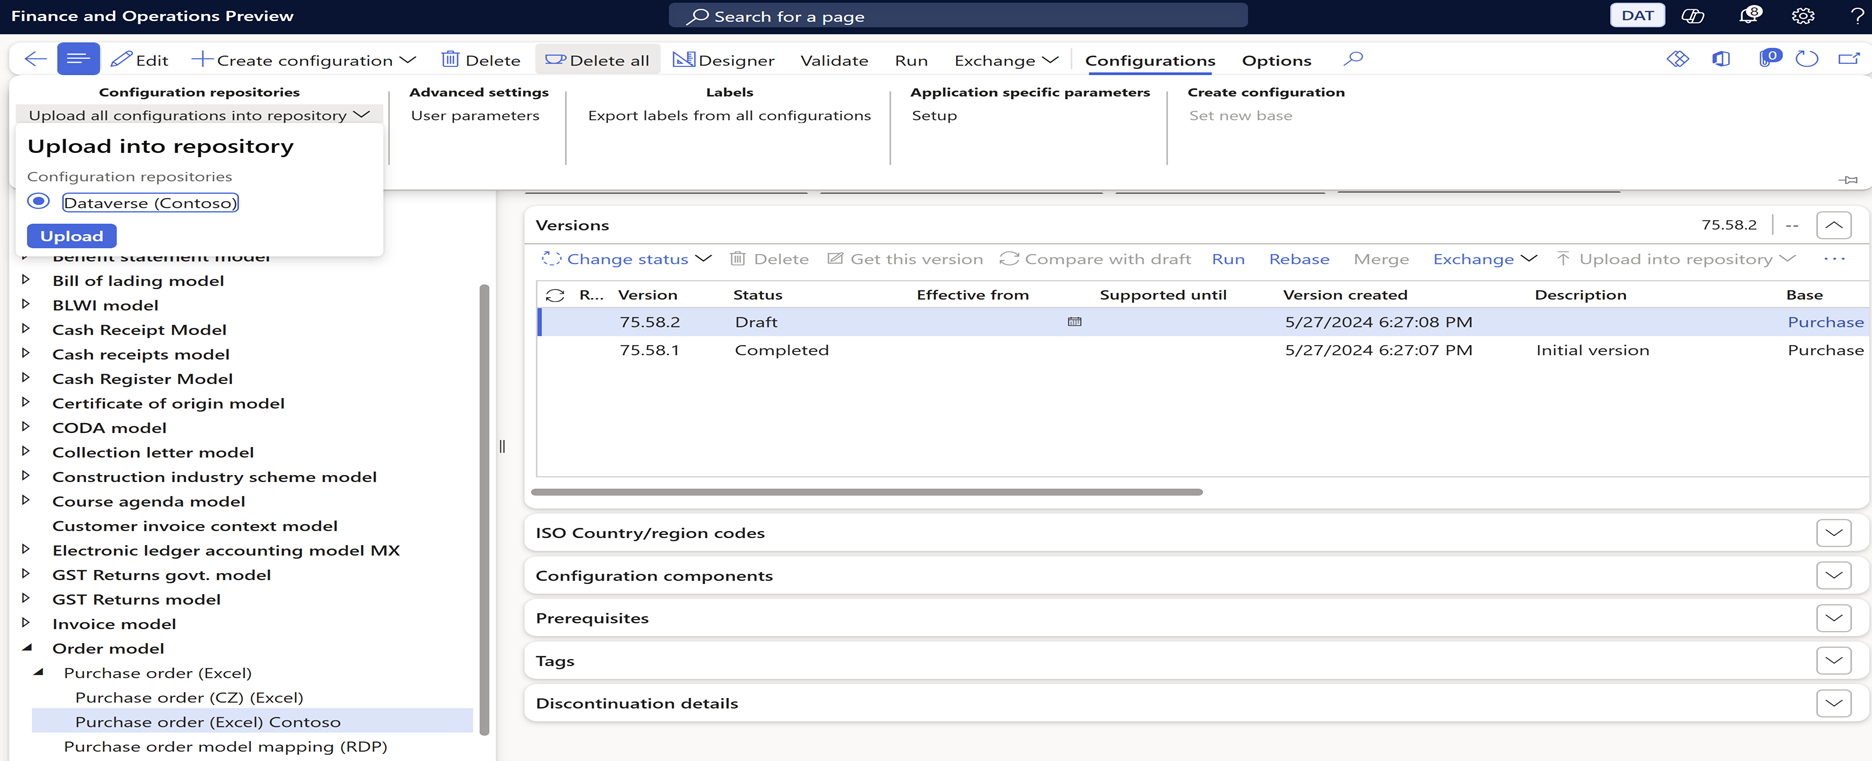 Finance and Operations Preview
Search for a page
DAT
8
?
Edit
Create configuration
Delete
Delete all
Designer
Validate
Run
Exchange
Configurations
Options
0
Configuration repositories
Upload all configurations into repository
Advanced settings
User parameters
Labels
Export labels from all configurations
Application specific parameters
Setup
Create configuration
Set new base
Upload into repository
Configuration repositories
Dataverse (Contoso)
Upload
Benefit statement model
Bill of lading model
BLWI model
Cash Receipt Model
Cash receipts model
Cash Register Model
Certificate of origin model
CODA model
Collection letter model
Construction industry scheme model
Course agenda model
Customer invoice context model
Electronic ledger accounting model MX
GST Returns govt. model
GST Returns model
Invoice model
Order model
Purchase order (Excel)
Purchase order (CZ) (Excel)
Purchase order (Excel) Contoso
Purchase order model mapping (RDP)
Versions
75.58.2
--
Change status
Delete
Get this version
Compare with draft
Run
Rebase
Merge
Exchange
Upload into repository
...
R... Version Status Effective from Supported until Version created Description Base
75.58.2 Draft 5/27/2024 6:27:08 PM Purchase
75.58.1 Completed 5/27/2024 6:27:07 PM Initial version Purchase
ISO Country/region codes
Configuration components
Prerequisites
Tags
Discontinuation details